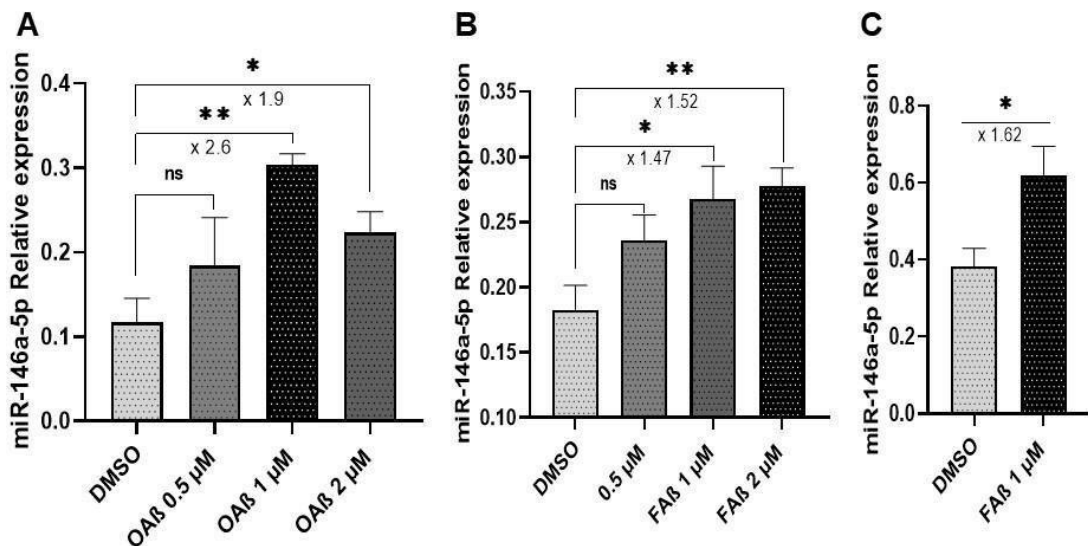 A
miR-146a-5p Relative expression
0.4
0.3
0.2
0.1
0.0
*
x 1.9
**
x 2.6
ns
DMSO
OAß 0.5 µM
OAß 1 µM
OAß 2 µM
B
miR-146a-5p Relative expression
0.35
0.30
0.25
0.20
0.15
0.10
**
x 1.52
*
x 1.47
ns
DMSO
0.5 µM
FAß 1 µM
FAß 2 µM
C
miR-146a-5p Relative expression
0.8
0.6
0.4
0.2
0.0
*
x 1.62
DMSO
FAß 1 µM